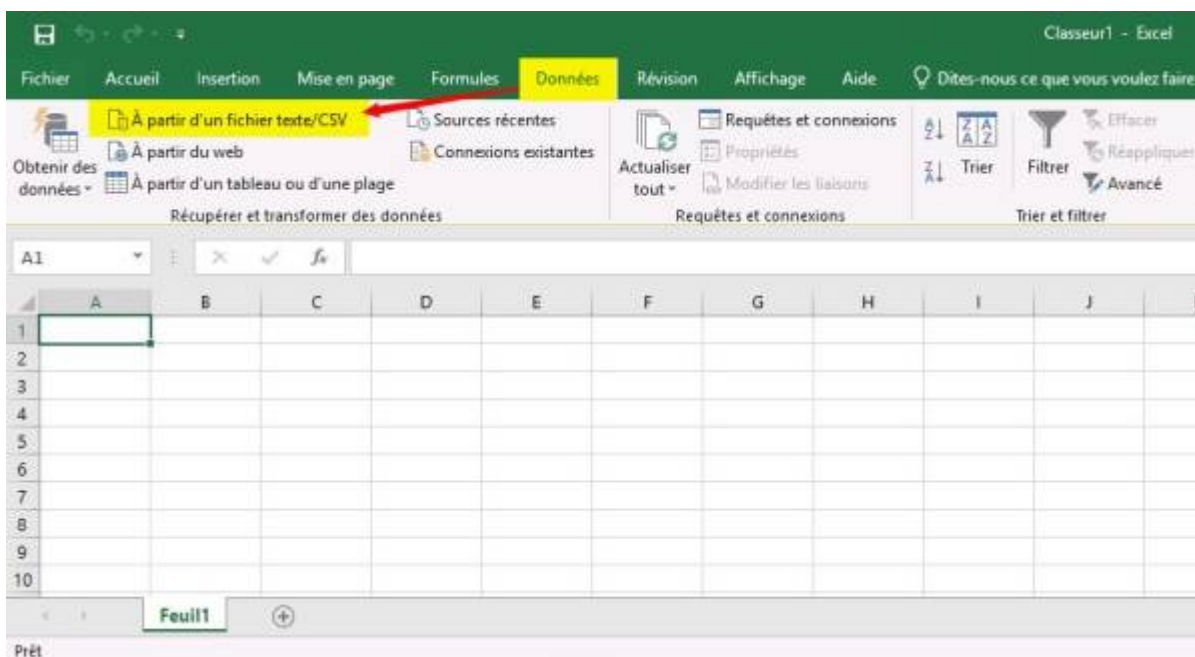 Classeur1 - Excel
Fichier Accueil Insertion Mise en page Formules Données Révision Affichage Aide Dites-nous ce que vous voulez faire
À partir d'un fichier texte/CSV Sources récentes Requêtes et connexions Effacer
À partir du web Connexions existantes Propriétés Réappliquer
Obtenir des données À partir d'un tableau ou d'une plage Actualiser tout Modifier les liaisons Trier Filtrer Avancé
Récupérer et transformer des données Requêtes et connexions Trier et filtrer
A1 fx
A B C D E F G H I J
1
2
3
4
5
6
7
8
9
10
Feuil1
Prêt